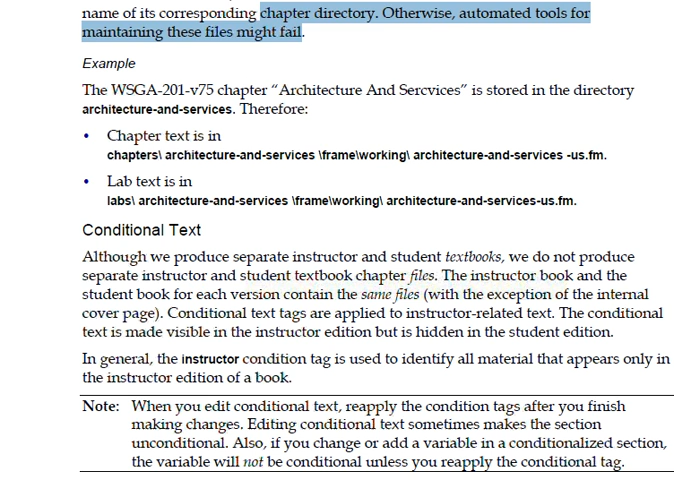 name of its corresponding chapter directory. Otherwise, automated tools for
maintaining these files might fail.
Example
The WSGA-201-v75 chapter “Architecture And Sercvices” is stored in the directory
architecture-and-services. Therefore:
• Chapter text is in
chapters\ architecture-and-services \frame\working\ architecture-and-services -us.fm.
• Lab text is in
labs\ architecture-and-services \frame\working\ architecture-and-services-us.fm.
Conditional Text
Although we produce separate instructor and student textbooks, we do not produce
separate instructor and student textbook chapter files. The instructor book and the
student book for each version contain the same files (with the exception of the internal
cover page). Conditional text tags are applied to instructor-related text. The conditional
text is made visible in the instructor edition but is hidden in the student edition.
In general, the instructor condition tag is used to identify all material that appears only in
the instructor edition of a book.
Note: When you edit conditional text, reapply the condition tags after you finish
making changes. Editing conditional text sometimes makes the section
unconditional. Also, if you change or add a variable in a conditionalized section,
the variable will not be conditional unless you reapply the conditional tag.